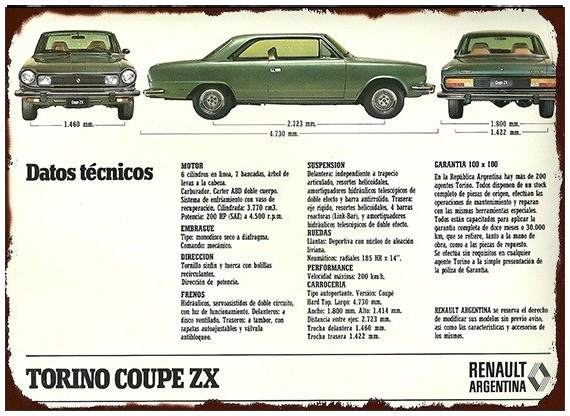 Coupe ZX
Coupe ZX
1.460 mm.
2.723 mm.
4.730 mm.
1.800 mm.
1.422 mm.
Datos técnicos
MOTOR
6 cilindros en línea, 7 bancadas, árbol de
levas a la cabeza.
Carburador. Carter ABD doble cuerpo.
Sistema de enfriamiento con vaso de
recuperación. Cilindrada: 3.770 cm3.
Potencia: 200 HP (SAE) a 4.500 r.p.m.
EMBRAGUE
Tipo: monodisco seco a diafragma.
Comando: mecánico.
DIRECCION
Tornillo sinfín y tuerca con bolillas
recirculantes.
Dirección de potencia.
FRENOS
Hidráulicos, servoasistidos de doble circuito,
con luz de funcionamiento. Delanteros: a
disco ventilado. Traseros: a tambor, con
zapatas autoajustables y válvula
antibloqueo.
SUSPENSION
Delantera: independiente a trapecio
articulado, resortes helicoidales,
amortiguadores hidráulicos telescópicos de
doble efecto y barra antirrolido. Trasera:
eje rígido, resortes helicoidales, 4 barras
reactoras (Link-Bar), y amortiguadores
hidráulicos telescópicos de doble efecto.
RUEDAS
Llantas: Deportiva con núcleo de aleación
liviana.
Neumáticos: radiales 185 HR x 14".
PERFORMANCE
Velocidad máxima: 200 km/h.
CARROCERIA
Tipo autoportante. Versión: Coupé
Hard Top. Largo: 4.730 mm.
Ancho: 1.800 mm. Alto: 1.414 mm.
Distancia entre ejes: 2.723 mm.
Trocha delantera 1.460 mm.
Trocha trasera 1.422 mm.
GARANTIA 100 x 100
En la República Argentina hay más de 200
agentes Torino. Todos disponen de un stock
completo de piezas de origen, efectúan las
operaciones de mantenimiento y reparan
con las mismas herramientas especiales.
Todos están capacitados para aplicar la
garantía completa de doce meses o 30.000
km, que se refiere, tanto a la mano de
obra, como a las piezas de repuesto.
Se efectúa sin requisitos en cualquier
agente Torino a la simple presentación de
la póliza de Garantía.
RENAULT ARGENTINA se reserva el derecho
de modificar sus modelos sin previo aviso,
así como las características y accesorios de
los mismos.
TORINO COUPE ZX
RENAULT
ARGENTINA